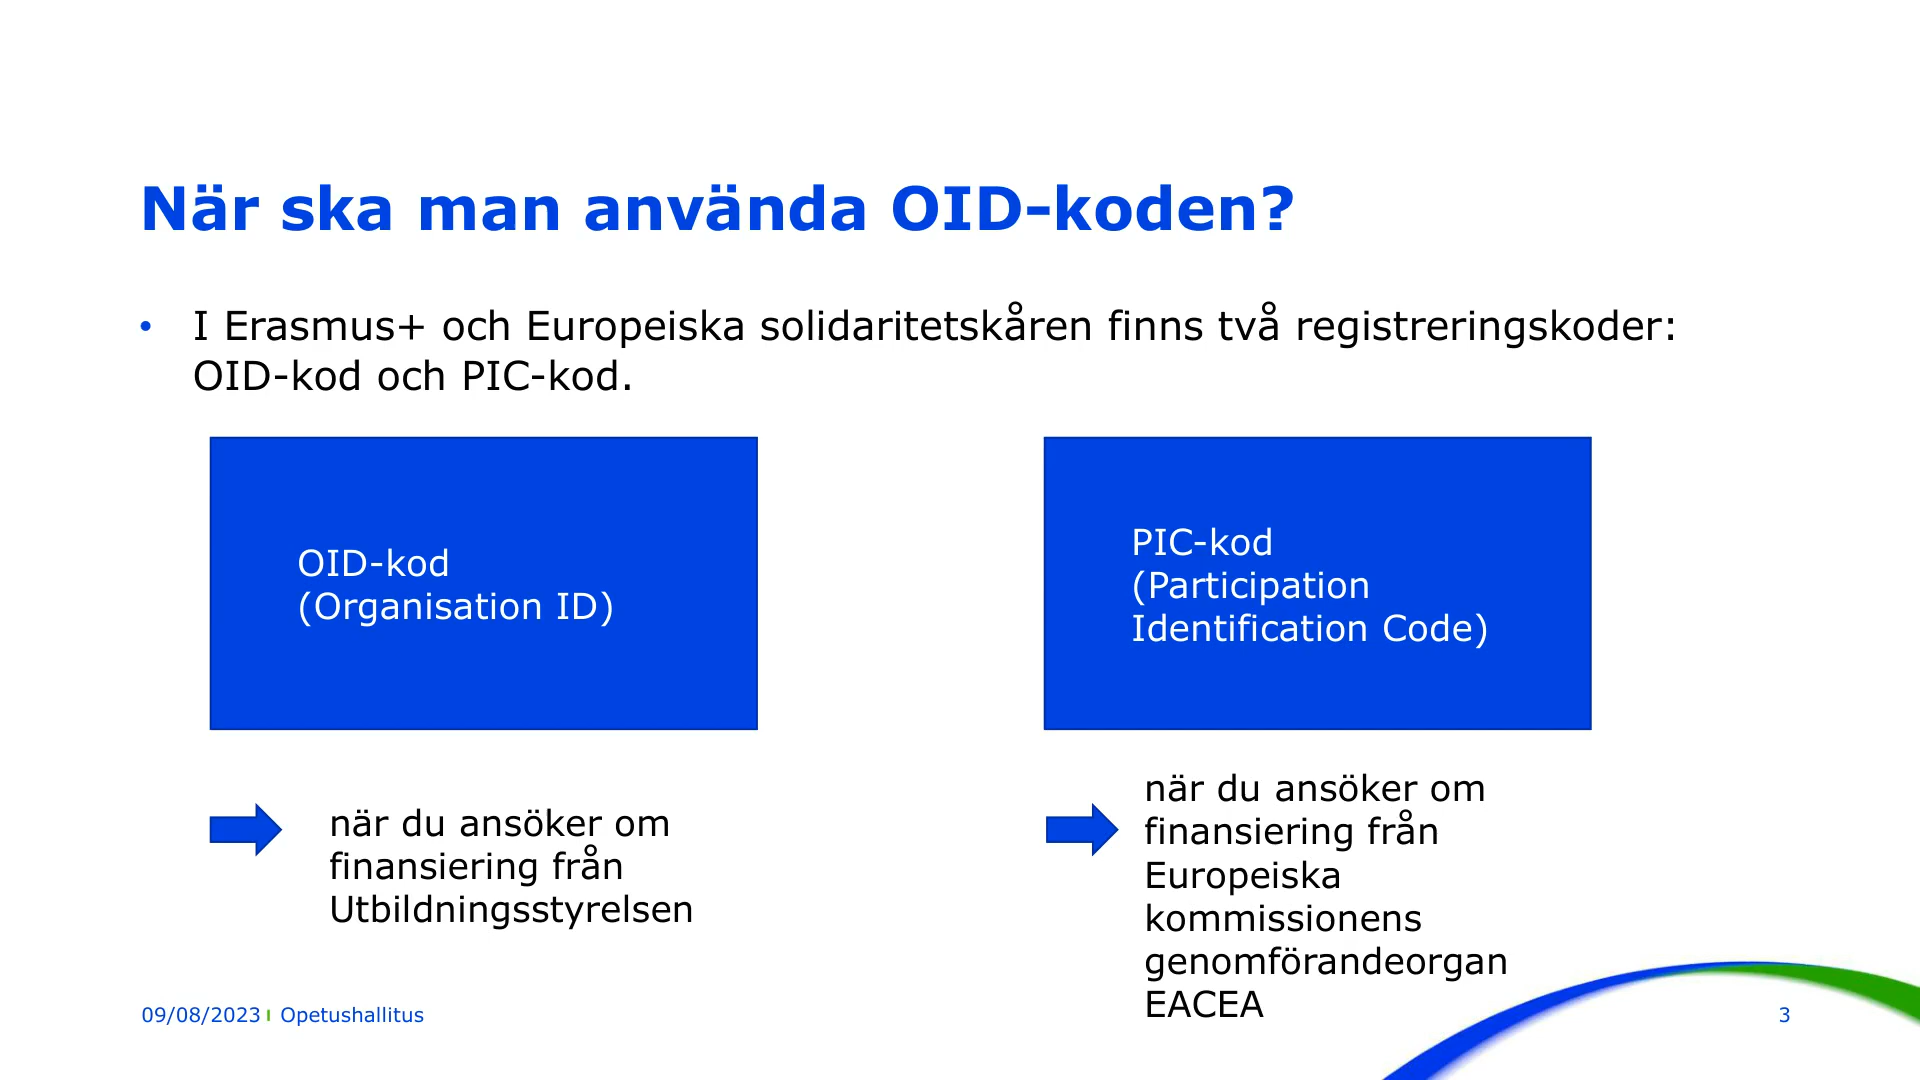 När ska man använda OID-koden?
• I Erasmus+ och Europeiska solidaritetskåren finns två registreringskoder:
OID-kod och PIC-kod.
OID-kod
(Organisation ID)
när du ansöker om
finansiering från
Utbildningsstyrelsen
PIC-kod
(Participation
Identification Code)
när du ansöker om
finansiering från
Europeiska
kommissionens
genomförandeorgan
EACEA
09/08/2023 Opetushallitus
3